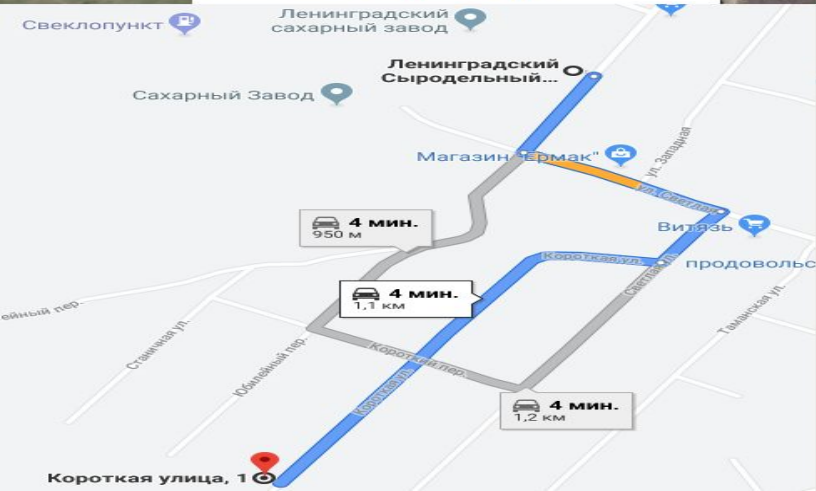 Свеклопункт
Ленинградский
сахарный завод
Ленинградский
Сыродельный...
Сахарный Завод
Магазин "Ермак"
ул. Западная
ул. Светлая
4 мин.
950 м
Витязь
продовольс
Короткая ул.
Светлая ул.
4 мин.
1,1 км
ейный пер.
Станичная ул.
Юбилейный пер.
Короткий пер.
Таманская ул.
Короткая ул.
4 мин.
1,2 км
Короткая улица, 1